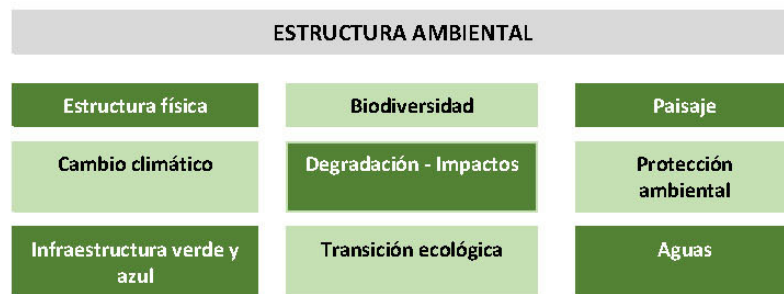 ESTRUCTURA AMBIENTAL
Estructura física
Biodiversidad
Paisaje
Cambio climático
Degradación - Impactos
Protección
ambiental
Infraestructura verde y
azul
Transición ecológica
Aguas